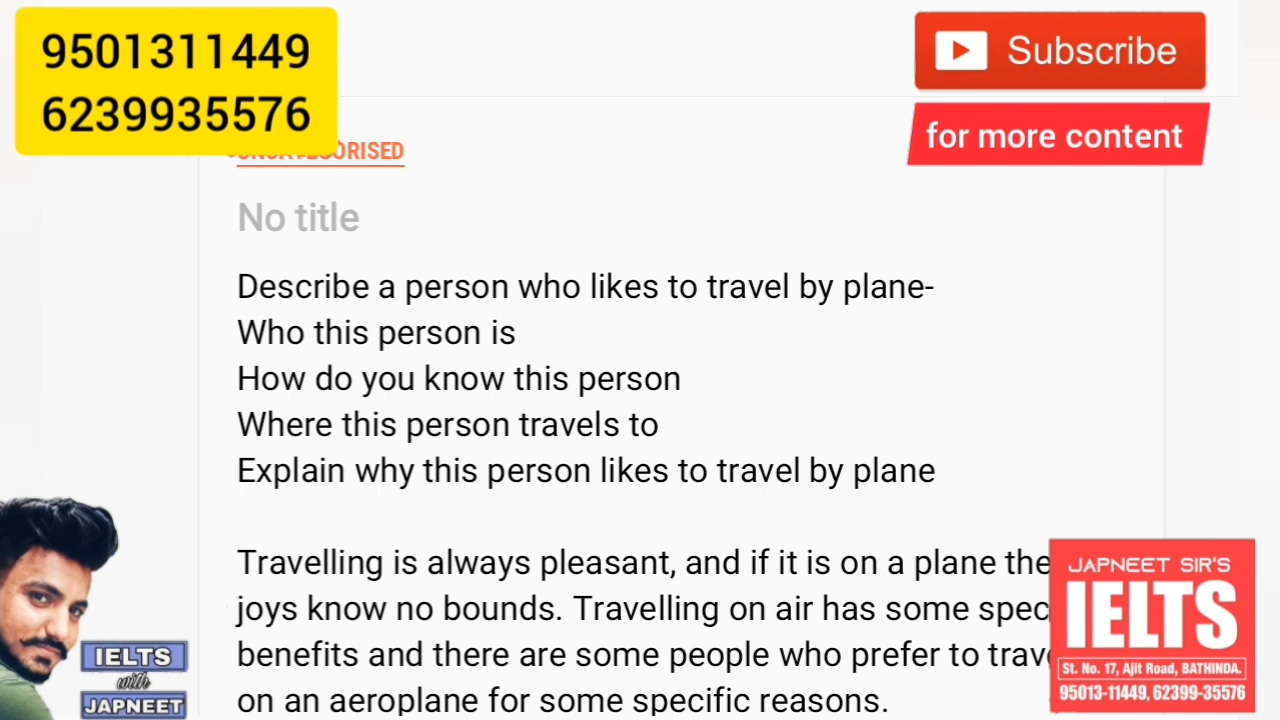 9501311449
6239935576
Subscribe
for more content
No title
Describe a person who likes to travel by plane-
Who this person is
How do you know this person
Where this person travels to
Explain why this person likes to travel by plane
Travelling is always pleasant, and if it is on a plane the
joys know no bounds. Travelling on air has some
benefits and there are some people who prefer to
on an aeroplane for some specific reasons.
IELTS
with
JAPNEET
JAPNEET SIR'S
IELTS
St. No. 17, Ajit Road, BATHINDA.
95013-11449, 62399-35576